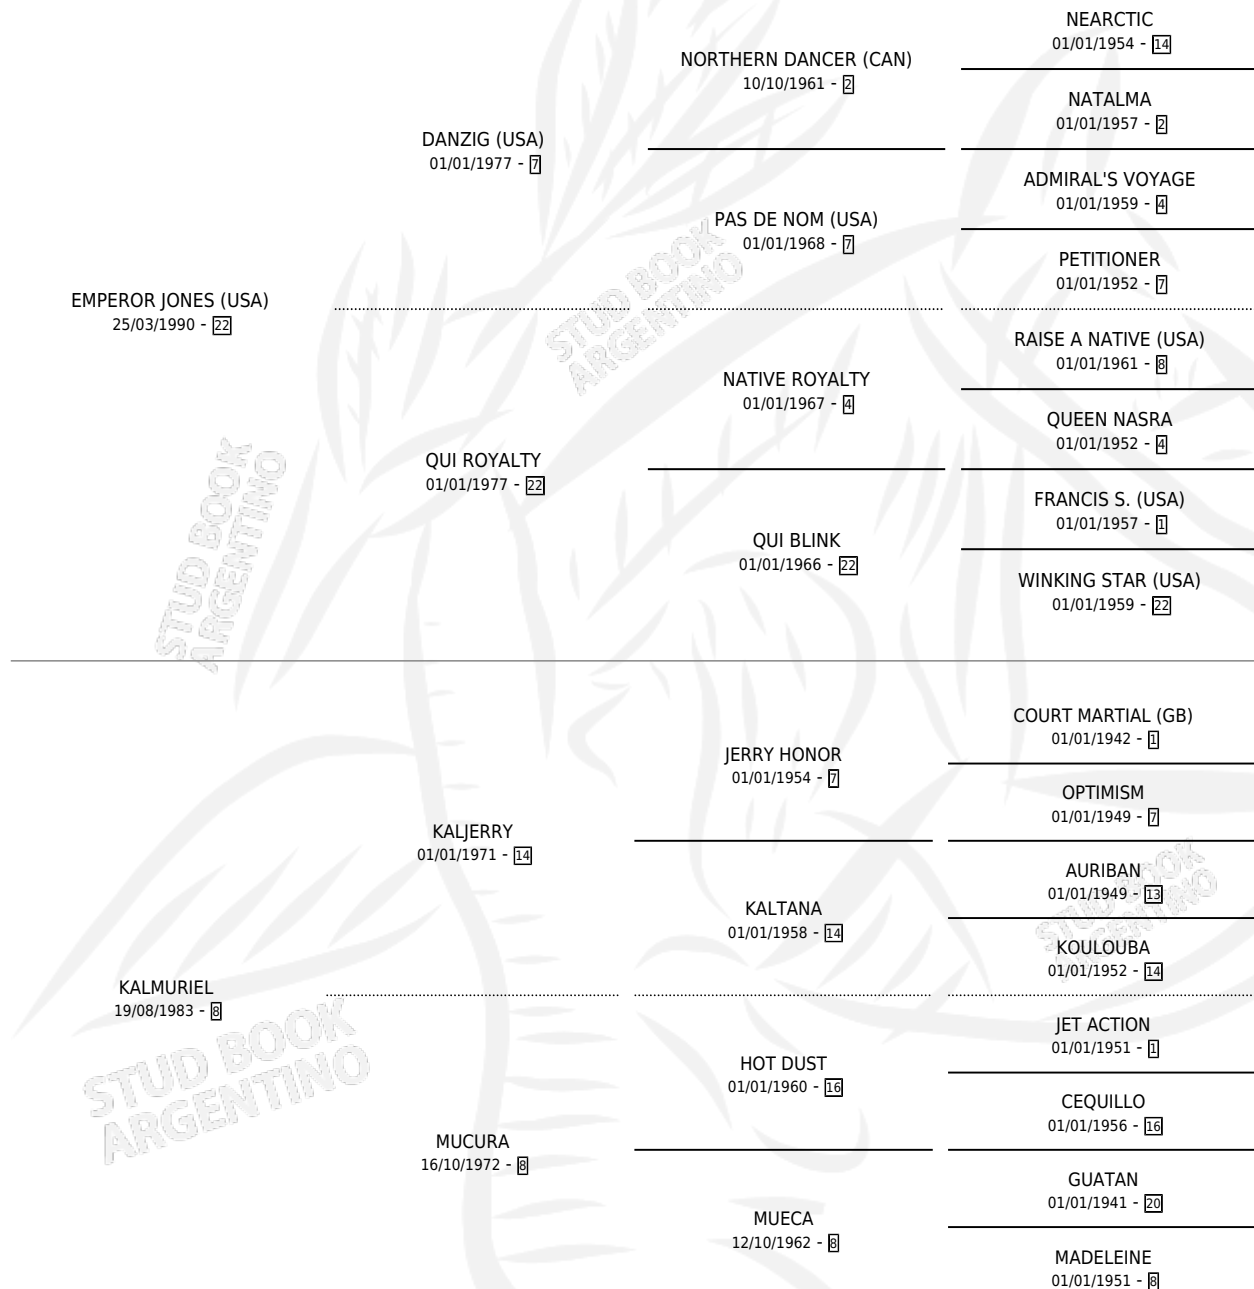 NEARCTIC
01/01/1954 - 14
NORTHERN DANCER (CAN)
10/10/1961 - 2
NATALMA
01/01/1957 - 2
DANZIG (USA)
01/01/1977 - 7
ADMIRAL'S VOYAGE
01/01/1959 - 4
PAS DE NOM (USA)
01/01/1968 - 7
PETITIONER
01/01/1952 - 7
EMPEROR JONES (USA)
25/03/1990 - 22
STUD BOOK
ARGENTINO
RAISE A NATIVE (USA)
01/01/1961 - 8
NATIVE ROYALTY
01/01/1967 - 4
QUEEN NASRA
01/01/1952 - 4
QUI ROYALTY
01/01/1977 - 22
FRANCIS S. (USA)
01/01/1957 - 1
QUI BLINK
01/01/1966 - 22
WINKING STAR (USA)
01/01/1959 - 22
STUD BOOK
ARGENTINO
COURT MARTIAL (GB)
01/01/1942 - 1
JERRY HONOR
01/01/1954 - 7
OPTIMISM
01/01/1949 - 7
KALJERRY
01/01/1971 - 14
AURIBAN
01/01/1949 - 13
KALTANA
01/01/1958 - 14
STUD BOOK
ARGENTINO
KOULOUBA
01/01/1952 - 14
KALMURIEL
19/08/1983 - 8
STUD BOOK
ARGENTINO
JET ACTION
01/01/1951 - 1
HOT DUST
01/01/1960 - 16
CEQUILLO
01/01/1956 - 16
MUCURA
16/10/1972 - 8
GUATAN
01/01/1941 - 20
MUECA
12/10/1962 - 8
MADELEINE
01/01/1951 - 8